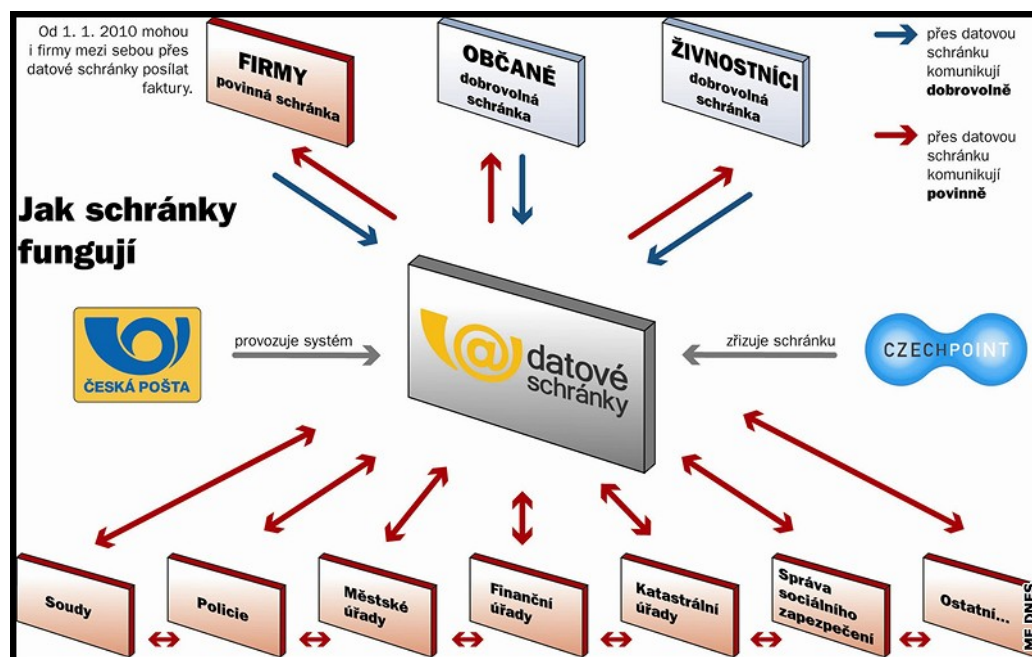 Od 1. 1. 2010 mohou
i firmy mezi sebou přes
datové schránky posílat
faktury.
FIRMY
povinná schránka
OBČANÉ
dobrovolná
schránka
ŽIVNOSTNÍCI
dobrovolná
schránka
přes datovou
schránku
komunikují
dobrovolně
přes datovou
schránku
komunikují
povinně
Jak schránky
fungují
ČESKÁ POŠTA
provozuje systém
@ datové
schránky
zřizuje schránku
CZECHPOINT
Soudy
Policie
Městské
úřady
Finanční
úřady
Katastrální
úřady
Správa
sociálního
zapezpečení
Ostatní...
MF DNES